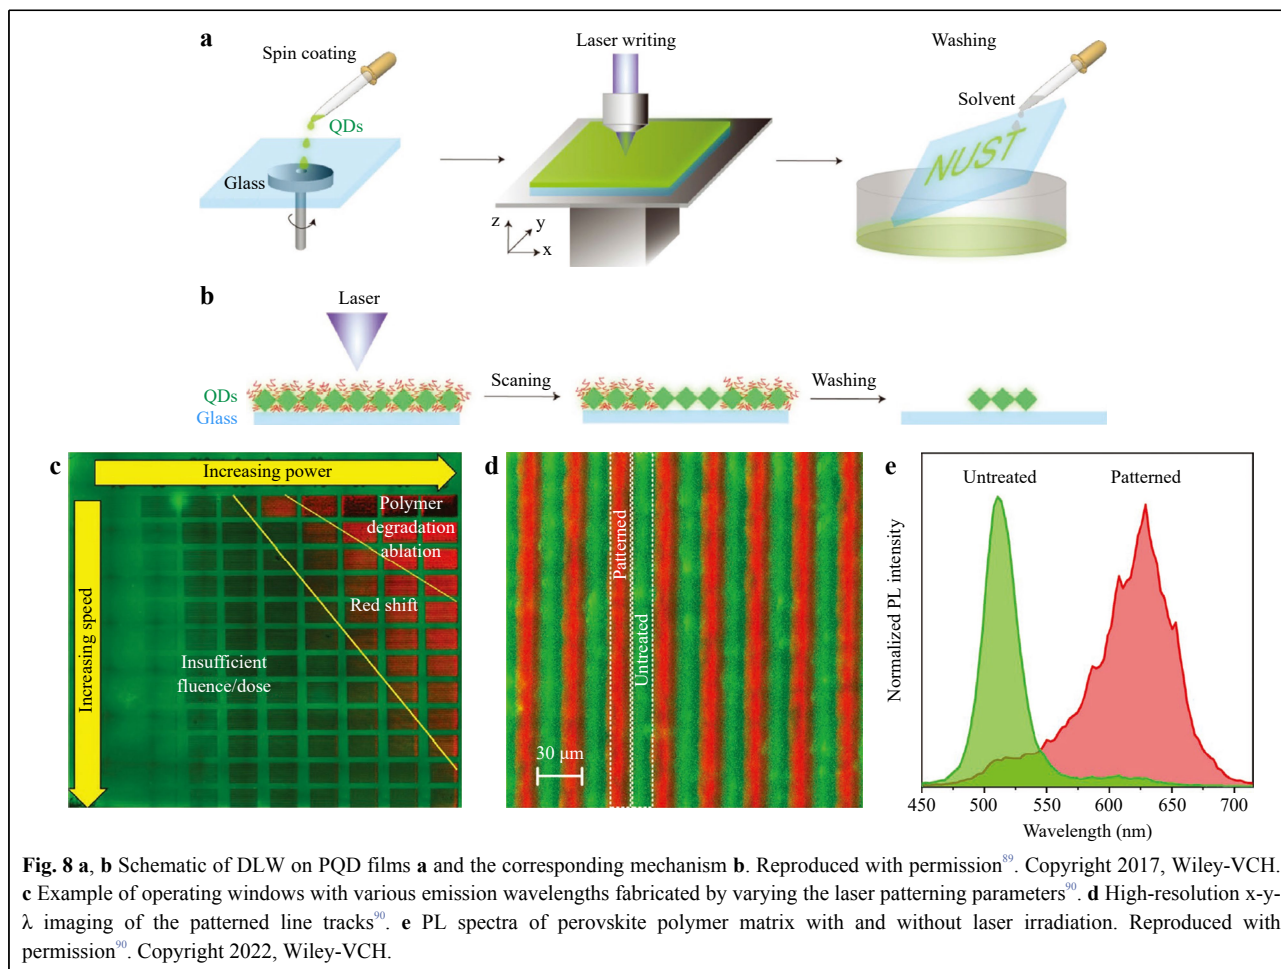 a
Spin coating
QDs
Glass
Laser writing
z
y
x
Washing
Solvent
NUST
b
Laser
QDs
Glass
Scaning
Washing
c
Increasing power
Increasing speed
Polymer
degradation
ablation
Red shift
Insufficient
fluence/dose
d
Patterned
Untreated
30 μm
e
Untreated
Patterned
Normalized PL intensity
450 500 550 600 650 700
Wavelength (nm)
Fig. 8 a, b Schematic of DLW on PQD films a and the corresponding mechanism b. Reproduced with permission89. Copyright 2017, Wiley-VCH.
c Example of operating windows with various emission wavelengths fabricated by varying the laser patterning parameters90. d High-resolution x-y-
λ imaging of the patterned line tracks90. e PL spectra of perovskite polymer matrix with and without laser irradiation. Reproduced with
permission90. Copyright 2022, Wiley-VCH.